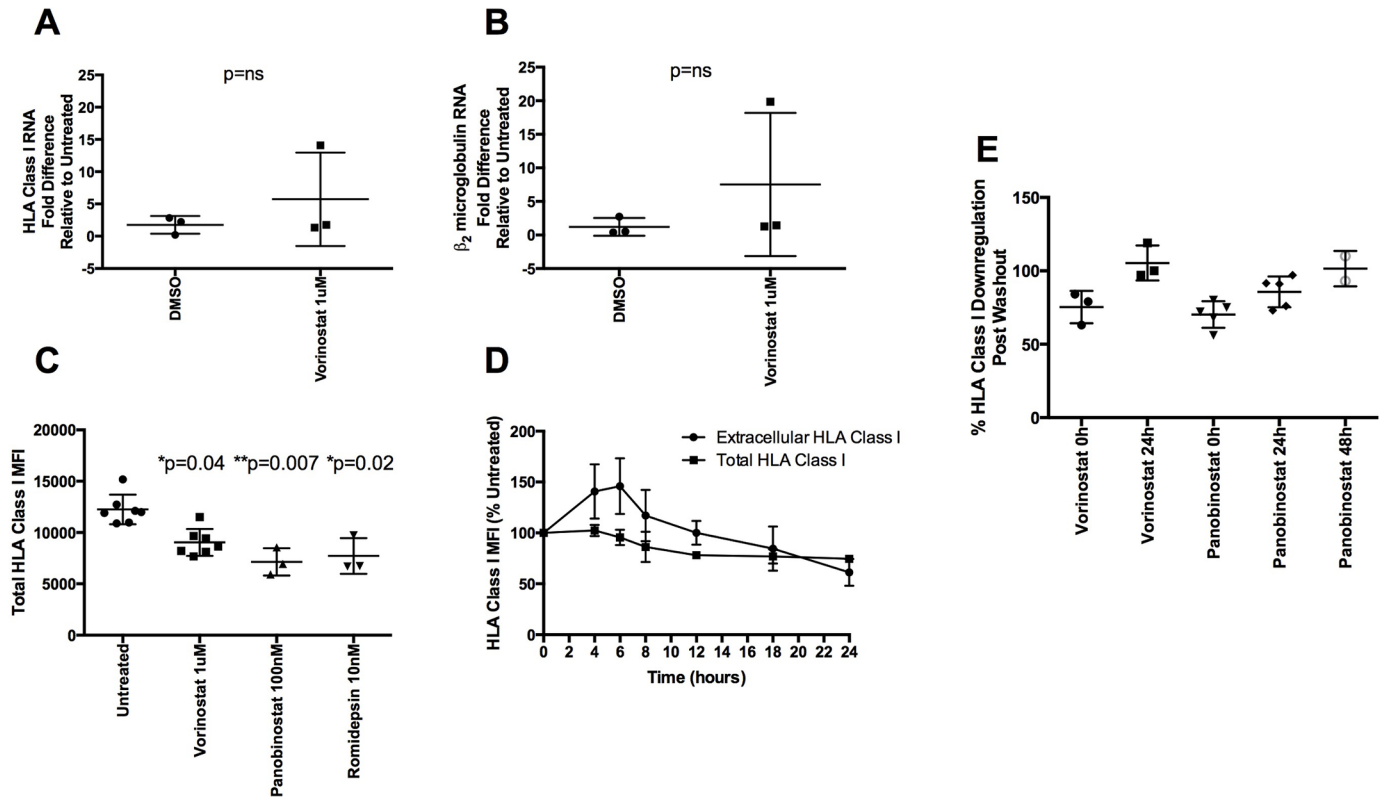 A
p=ns
HLA Class I RNA
Fold Difference
Relative to Untreated
25
20
15
10
5
0
-5
DMSO
Vorinostat 1uM
B
p=ns
β2 microglobulin RNA
Fold Difference
Relative to Untreated
25
20
15
10
5
0
-5
DMSO
Vorinostat 1uM
C
Total HLA Class I MFI
20000
15000
10000
5000
0
*p=0.04 **p=0.007 *p=0.02
Untreated
Vorinostat 1uM
Panobinostat 100nM
Romidepsin 10nM
D
HLA Class I MFI (% Untreated)
200
150
100
50
0
Extracellular HLA Class I
Total HLA Class I
0 2 4 6 8 10 12 14 16 18 20 22 24
Time (hours)
E
% HLA Class I Downregulation
Post Washout
150
100
50
0
Vorinostat 0h
Vorinostat 24h
Panobinostat 0h
Panobinostat 24h
Panobinostat 48h